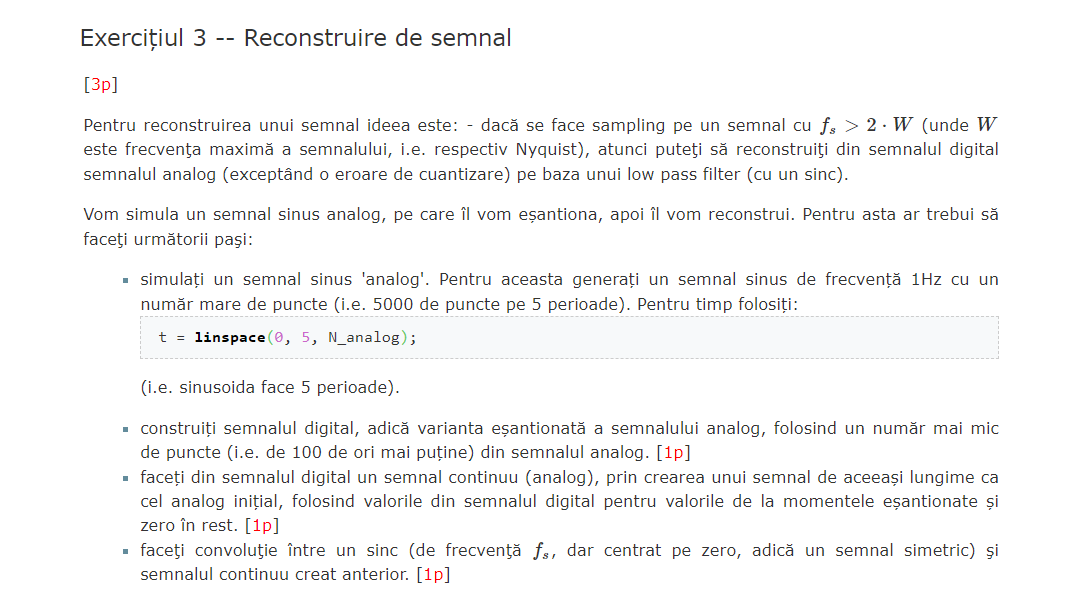 Exercițiul 3 -- Reconstruire de semnal
[3p]
Pentru reconstruirea unui semnal ideea este: - dacă se face sampling pe un semnal cu fₛ > 2 · W (unde W
este frecvenţa maximă a semnalului, i.e. respectiv Nyquist), atunci puteţi să reconstruiţi din semnalul digital
semnalul analog (exceptând o eroare de cuantizare) pe baza unui low pass filter (cu un sinc).
Vom simula un semnal sinus analog, pe care îl vom eșantiona, apoi îl vom reconstrui. Pentru asta ar trebui să
faceţi următorii paşi:
simulați un semnal sinus 'analog'. Pentru aceasta generați un semnal sinus de frecvență 1Hz cu un
număr mare de puncte (i.e. 5000 de puncte pe 5 perioade). Pentru timp folosiți:
t = linspace(0, 5, N_analog);
(i.e. sinusoida face 5 perioade).
construiți semnalul digital, adică varianta eșantionată a semnalului analog, folosind un număr mai mic
de puncte (i.e. de 100 de ori mai puține) din semnalul analog. [1p]
faceți din semnalul digital un semnal continuu (analog), prin crearea unui semnal de aceeași lungime ca
cel analog inițial, folosind valorile din semnalul digital pentru valorile de la momentele eșantionate și
zero în rest. [1p]
faceţi convoluţie între un sinc (de frecvenţă fₛ, dar centrat pe zero, adică un semnal simetric) şi
semnalul continuu creat anterior. [1p]